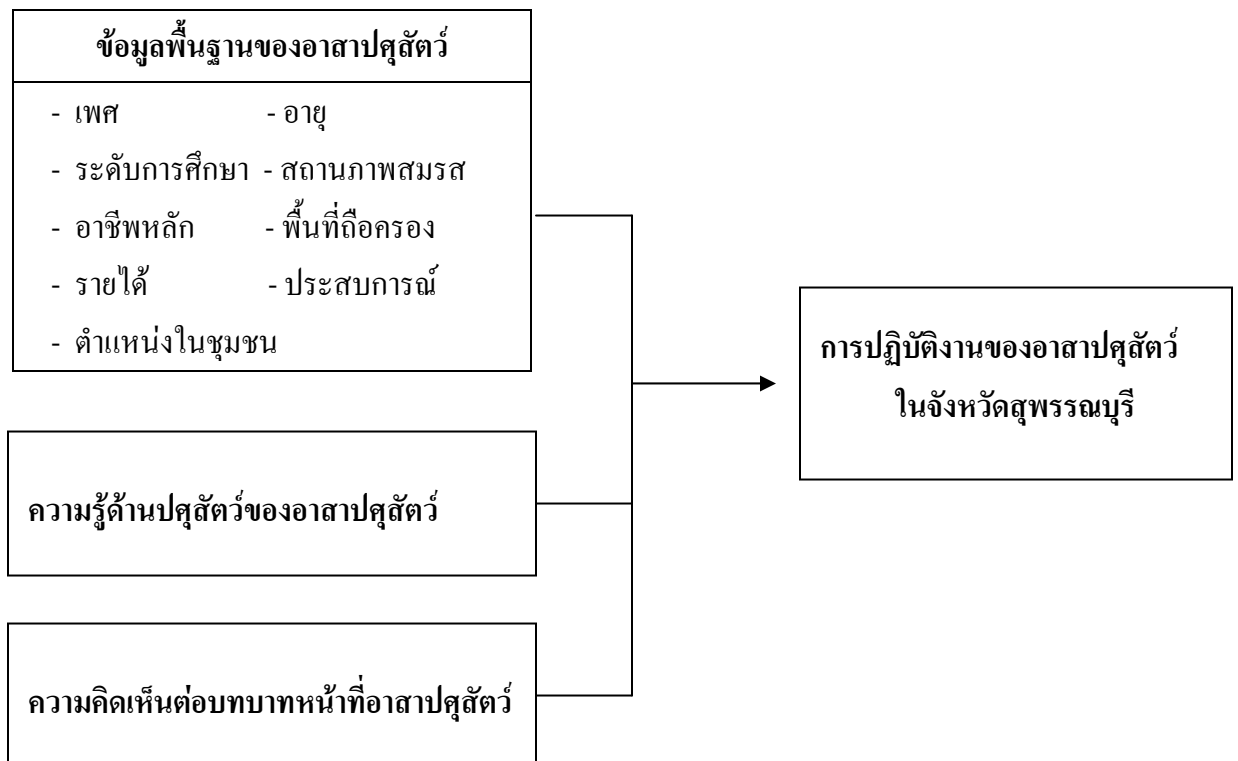 ข้อมูลพื้นฐานของอาสาปศุสัตว์
- เพศ - อายุ
- ระดับการศึกษา - สถานภาพสมรส
- อาชีพหลัก - พื้นที่ถือครอง
- รายได้ - ประสบการณ์
- ตำแหน่งในชุมชน
การปฏิบัติงานของอาสาปศุสัตว์
ในจังหวัดสุพรรณบุรี
ความรู้ด้านปศุสัตว์ของอาสาปศุสัตว์
ความคิดเห็นต่อบทบาทหน้าที่อาสาปศุสัตว์